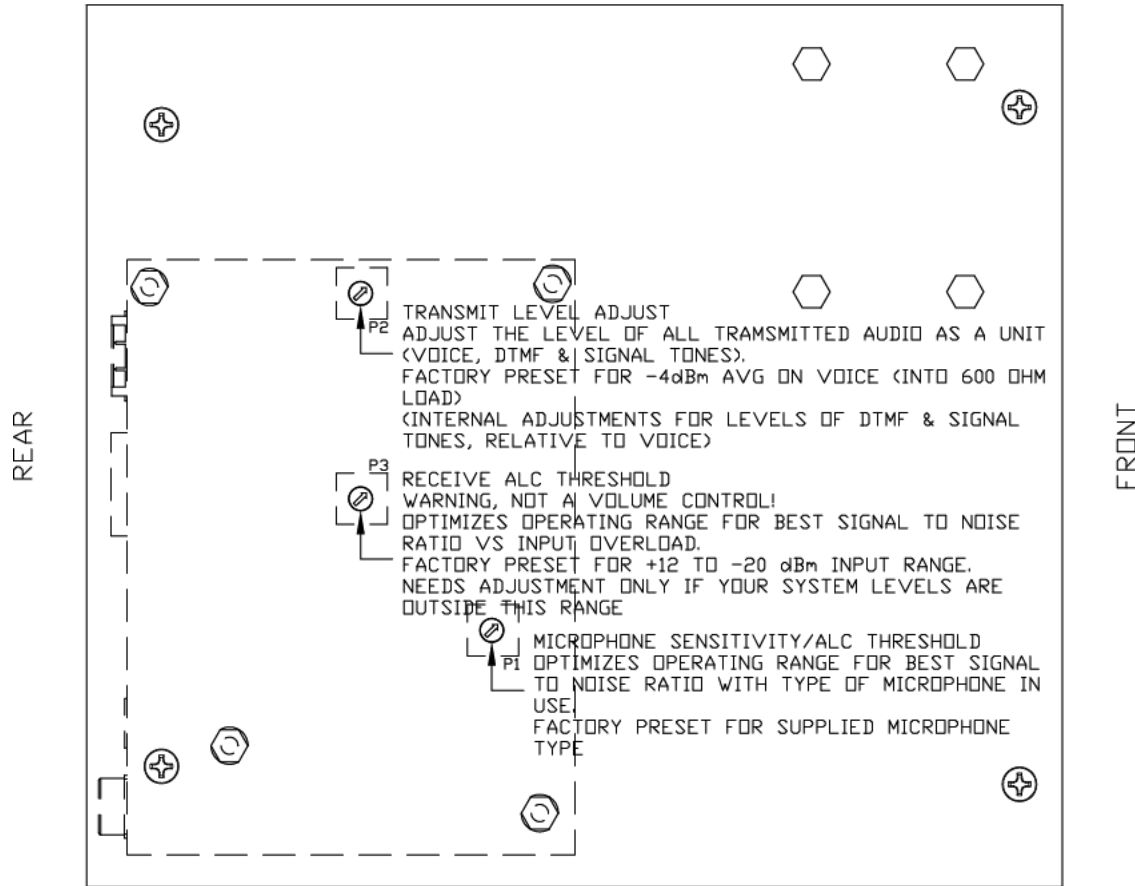 REAR
FRONT
P2
TRANSMIT LEVEL ADJUST
ADJUST THE LEVEL OF ALL TRAMSMITTED AUDIO AS A UNIT
(VOICE, DTMF & SIGNAL TONES).
FACTORY PRESET FOR -4dBm AVG ON VOICE (INTO 600 OHM
LOAD)
(INTERNAL ADJUSTMENTS FOR LEVELS OF DTMF & SIGNAL
TONES, RELATIVE TO VOICE)
P3
RECEIVE ALC THRESHOLD
WARNING, NOT A VOLUME CONTROL!
OPTIMIZES OPERATING RANGE FOR BEST SIGNAL TO NOISE
RATIO VS INPUT OVERLOAD.
FACTORY PRESET FOR +12 TO -20 dBm INPUT RANGE.
NEEDS ADJUSTMENT ONLY IF YOUR SYSTEM LEVELS ARE
OUTSIDE THIS RANGE
P1
MICROPHONE SENSITIVITY/ALC THRESHOLD
OPTIMIZES OPERATING RANGE FOR BEST SIGNAL
TO NOISE RATIO WITH TYPE OF MICROPHONE IN
USE.
FACTORY PRESET FOR SUPPLIED MICROPHONE
TYPE